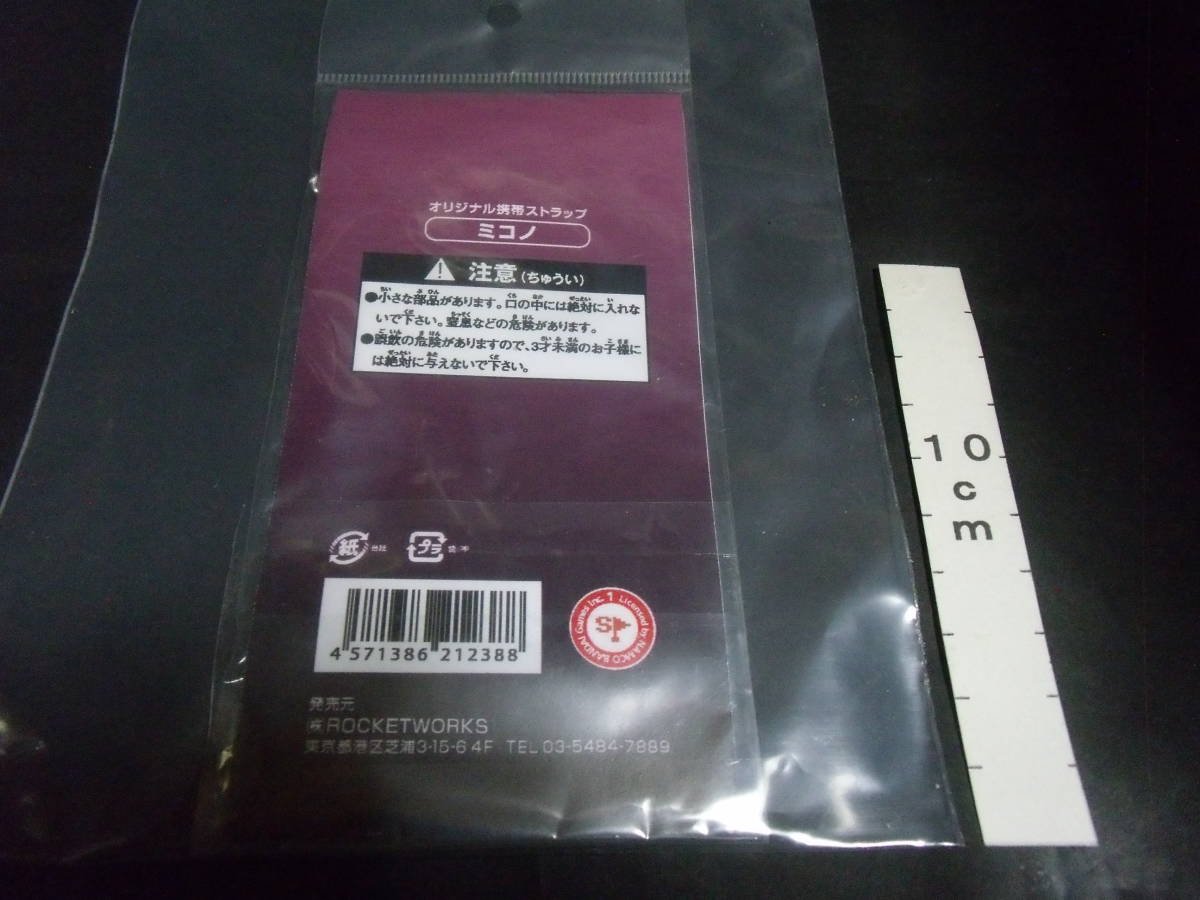 オリジナル携帯ストラップ
ミコノ
注意(ちゅうい)
●小さな部品があります。口の中には絶対に入れな
いで下さい。窒息などの危険があります。
●誤飲の危険がありますので、3才未満のお子様に
は絶対に与えないで下さい。
紙 台紙
プラ 袋・本
4 571386 212388
Licensed by NAMCO BANDAI Games Inc. 1
S
発売元
㈱ROCKETWORKS
東京都港区芝浦3-15-6 4F TEL 03-5484-7889
10
c
m